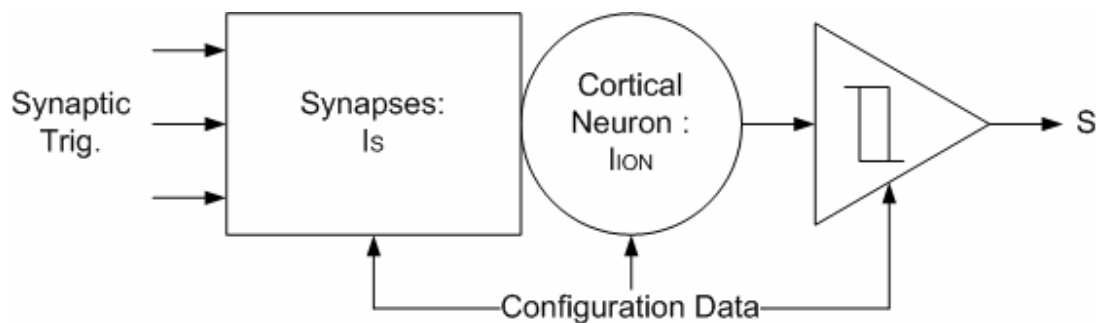 Synaptic
Trig.
Synapses:
IS
Cortical
Neuron :
IION
S
Configuration Data